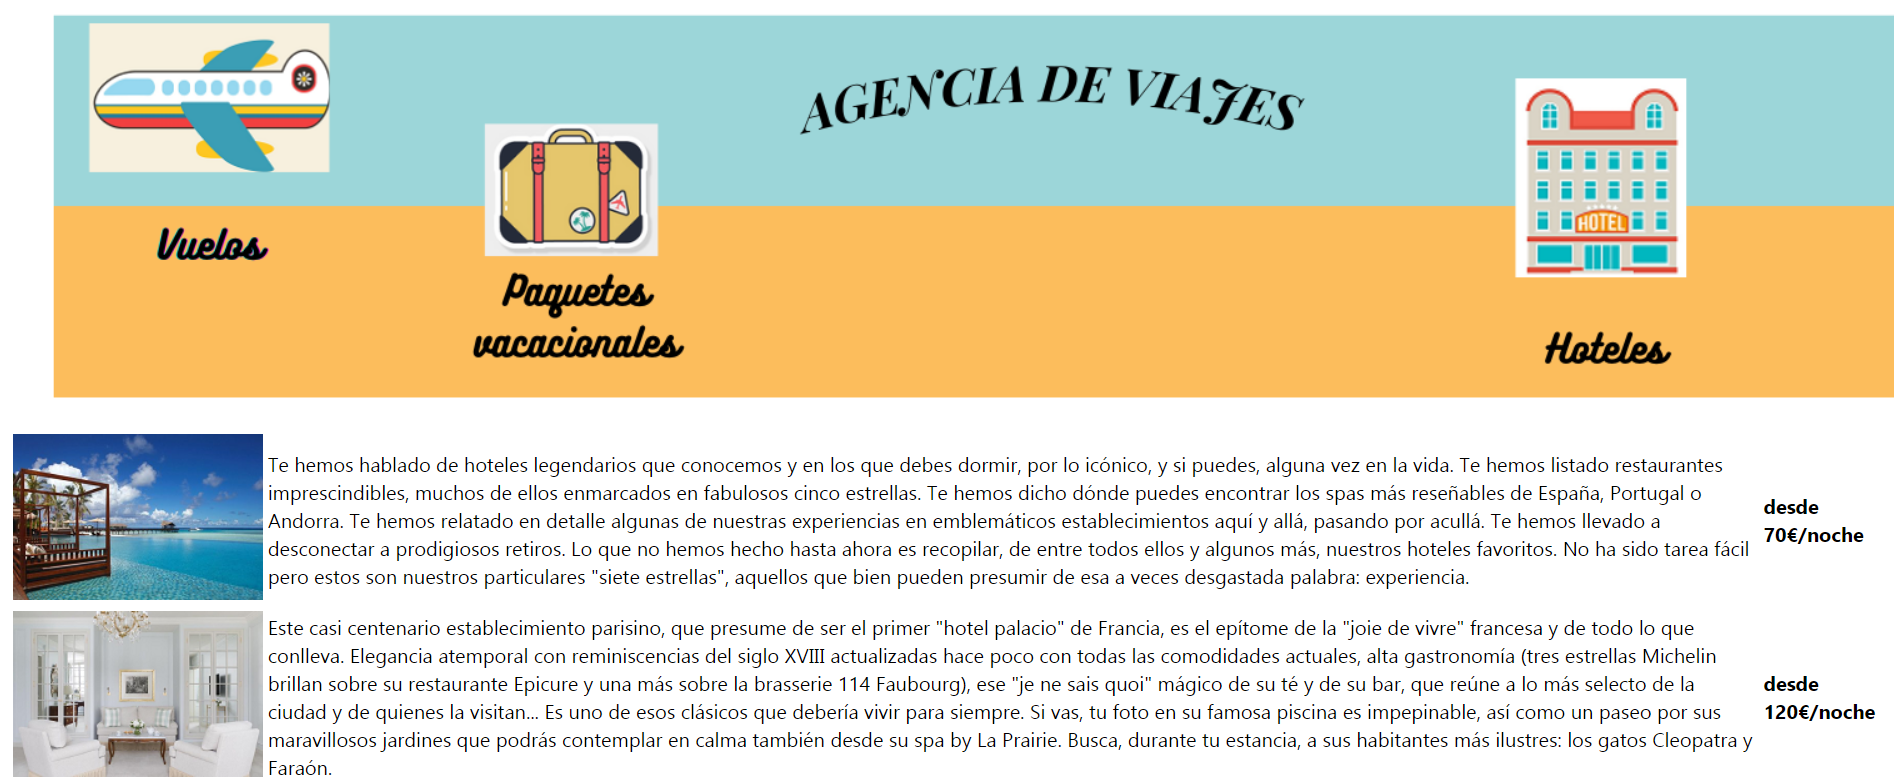 AGENCIA DE VIAJES
HOTEL
Vuelos
Paquetes
vacacionales
Hoteles
Te hemos hablado de hoteles legendarios que conocemos y en los que debes dormir, por lo icónico, y si puedes, alguna vez en la vida. Te hemos listado restaurantes
imprescindibles, muchos de ellos enmarcados en fabulosos cinco estrellas. Te hemos dicho dónde puedes encontrar los spas más reseñables de España, Portugal o
Andorra. Te hemos relatado en detalle algunas de nuestras experiencias en emblemáticos establecimientos aquí y allá, pasando por acullá. Te hemos llevado a
desconectar a prodigiosos retiros. Lo que no hemos hecho hasta ahora es recopilar, de entre todos ellos y algunos más, nuestros hoteles favoritos. No ha sido tarea fácil
pero estos son nuestros particulares "siete estrellas", aquellos que bien pueden presumir de esa a veces desgastada palabra: experiencia.
desde
70€/noche
Este casi centenario establecimiento parisino, que presume de ser el primer "hotel palacio" de Francia, es el epítome de la "joie de vivre" francesa y de todo lo que
conlleva. Elegancia atemporal con reminiscencias del siglo XVIII actualizadas hace poco con todas las comodidades actuales, alta gastronomía (tres estrellas Michelin
brillan sobre su restaurante Epicure y una más sobre la brasserie 114 Faubourg), ese "je ne sais quoi" mágico de su té y de su bar, que reúne a lo más selecto de la
ciudad y de quienes la visitan... Es uno de esos clásicos que debería vivir para siempre. Si vas, tu foto en su famosa piscina es impepinable, así como un paseo por sus
maravillosos jardines que podrás contemplar en calma también desde su spa by La Prairie. Busca, durante tu estancia, a sus habitantes más ilustres: los gatos Cleopatra y
Faraón.
desde
120€/noche